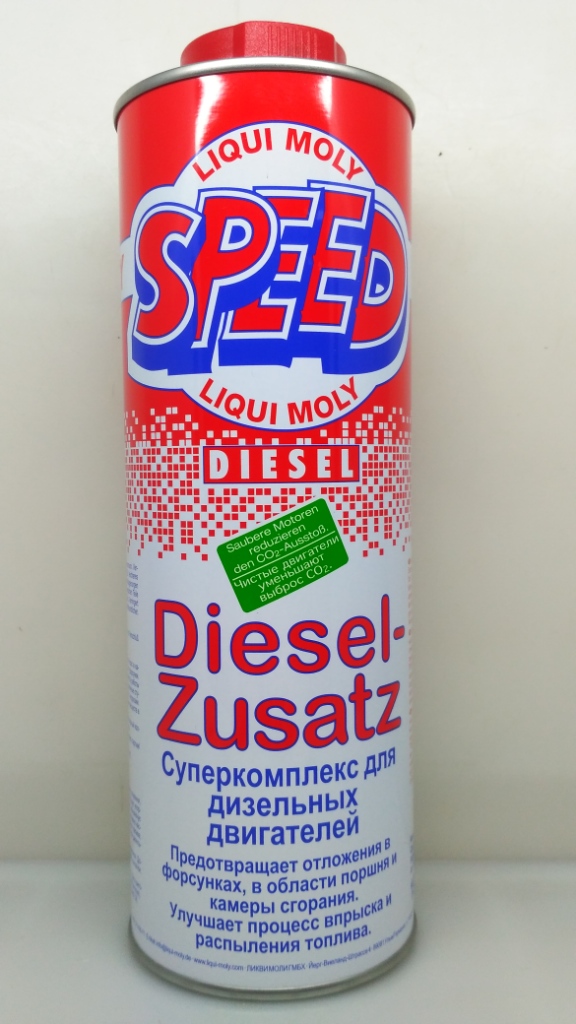 LIQUI MOLY
SPEED
LIQUI MOLY
DIESEL
Saubere Motoren
reduzieren
den CO₂-Ausstoß.
Чистые двигатели
уменьшают
выброс CO₂.
Diesel-
Zusatz
Суперкомплекс для
дизельных
двигателей
Предотвращает отложения в
форсунках, в области поршня и
камеры сгорания.
Улучшает процесс впрыска и
распыления топлива.
www.liqui-moly.com